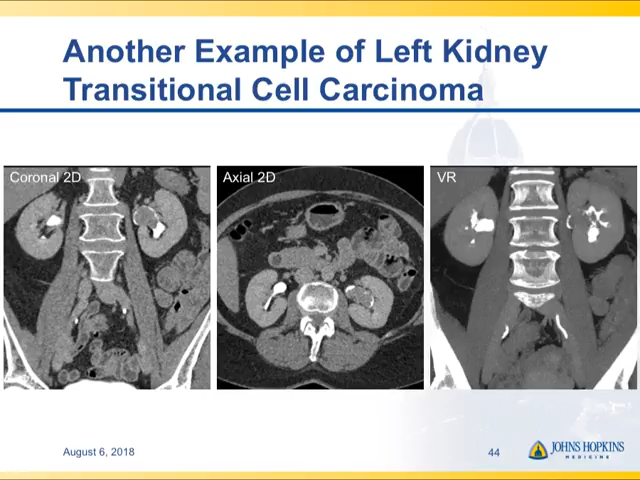 Another Example of Left Kidney
Transitional Cell Carcinoma
Coronal 2D
Axial 2D
VR
August 6, 2018
44
JOHNS HOPKINS
MEDICINE